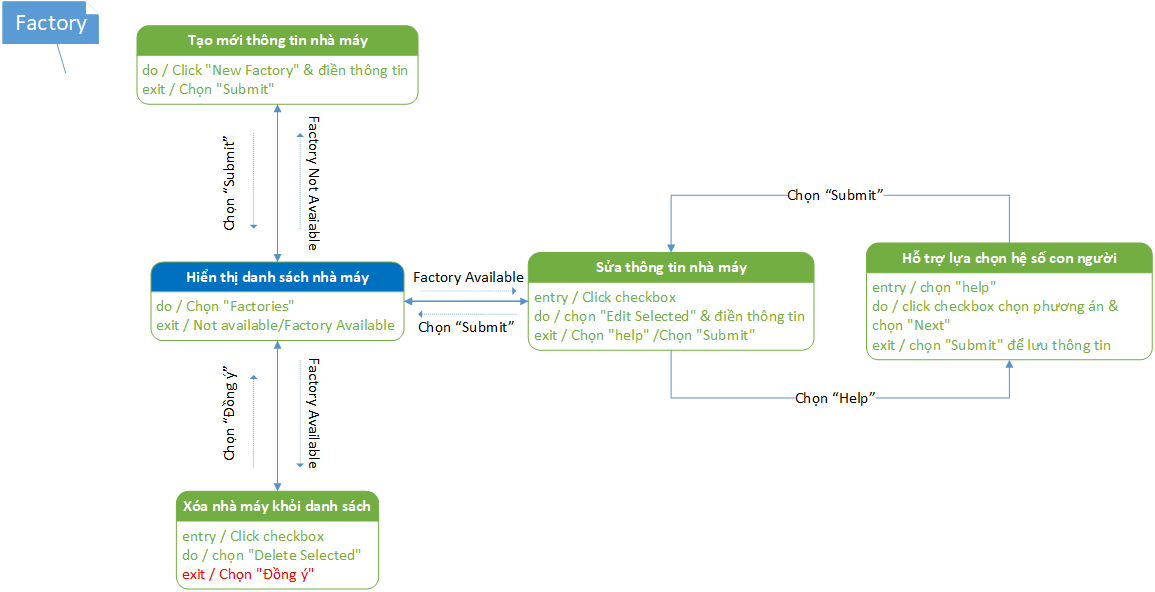 Factory
Tạo mới thông tin nhà máy
do / Click "New Factory" & điền thông tin
exit / Chọn "Submit"
Chọn “Submit”
Factory Not Avaiable
Hiển thị danh sách nhà máy
do / Chọn "Factories"
exit / Not available/Factory Available
Factory Available
Chọn “Submit”
Sửa thông tin nhà máy
entry / Click checkbox
do / chọn "Edit Selected" & điền thông tin
exit / Chọn "help" /Chọn "Submit"
Chọn “Submit”
Hỗ trợ lựa chọn hệ số con người
entry / chọn "help"
do / click checkbox chọn phương án &
chọn "Next"
exit / chọn "Submit" để lưu thông tin
Chọn “Help”
Chọn “Đồng ý”
Factory Available
Xóa nhà máy khỏi danh sách
entry / Click checkbox
do / chọn "Delete Selected"
exit / Chọn "Đồng ý"